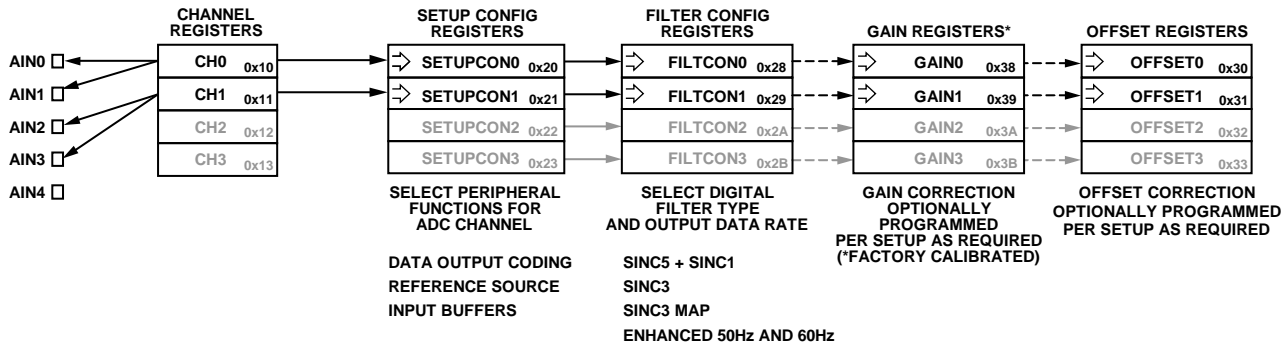 CHANNEL
REGISTERS
SETUP CONFIG
REGISTERS
FILTER CONFIG
REGISTERS
GAIN REGISTERS*
OFFSET REGISTERS
AIN0
AIN1
AIN2
AIN3
AIN4
CH0 0x10
CH1 0x11
CH2 0x12
CH3 0x13
SETUPCON0 0x20
SETUPCON1 0x21
SETUPCON2 0x22
SETUPCON3 0x23
FILTCON0 0x28
FILTCON1 0x29
FILTCON2 0x2A
FILTCON3 0x2B
GAIN0 0x38
GAIN1 0x39
GAIN2 0x3A
GAIN3 0x3B
OFFSET0 0x30
OFFSET1 0x31
OFFSET2 0x32
OFFSET3 0x33
SELECT PERIPHERAL
FUNCTIONS FOR
ADC CHANNEL
DATA OUTPUT CODING
REFERENCE SOURCE
INPUT BUFFERS
SELECT DIGITAL
FILTER TYPE
AND OUTPUT DATA RATE
SINC5 + SINC1
SINC3
SINC3 MAP
ENHANCED 50Hz AND 60Hz
GAIN CORRECTION
OPTIONALLY
PROGRAMMED
PER SETUP AS REQUIRED
(*FACTORY CALIBRATED)
OFFSET CORRECTION
OPTIONALLY PROGRAMMED
PER SETUP AS REQUIRED